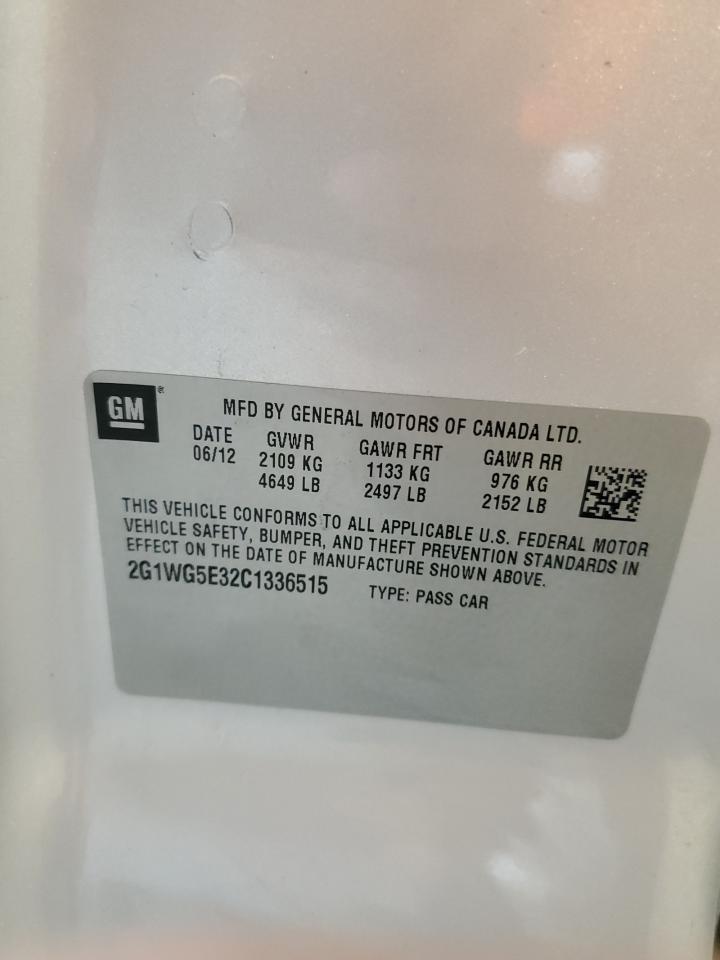 GM®
MFD BY GENERAL MOTORS OF CANADA LTD.
DATE GVWR GAWR FRT GAWR RR
06/12 2109 KG 1133 KG 976 KG
4649 LB 2497 LB 2152 LB
THIS VEHICLE CONFORMS TO ALL APPLICABLE U.S. FEDERAL MOTOR
VEHICLE SAFETY, BUMPER, AND THEFT PREVENTION STANDARDS IN
EFFECT ON THE DATE OF MANUFACTURE SHOWN ABOVE.
2G1WG5E32C1336515 TYPE: PASS CAR